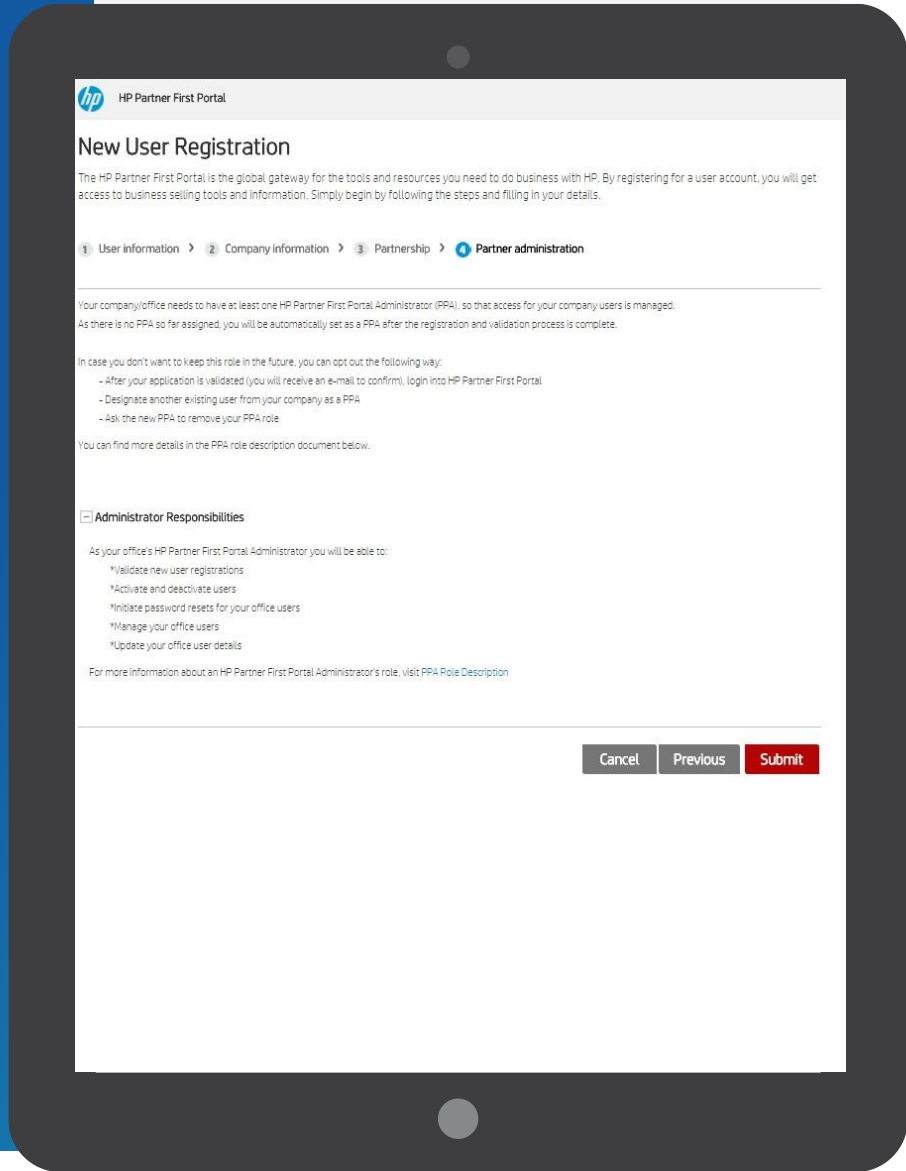 hp HP Partner First Portal
New User Registration
The HP Partner First Portal is the global gateway for the tools and resources you need to do business with HP. By registering for a user account, you will get
access to business selling tools and information. Simply begin by following the steps and filling in your details.
1 User information > 2 Company information > 3 Partnership > 4 Partner administration
Your company/office needs to have at least one HP Partner First Portal Administrator (PPA), so that access for your company users is managed.
As there is no PPA so far assigned, you will be automatically set as a PPA after the registration and validation process is complete.
In case you don't want to keep this role in the future, you can opt out the following way:
- After your application is validated (you will receive an e-mail to confirm), login into HP Partner First Portal
- Designate another existing user from your company as a PPA
- Ask the new PPA to remove your PPA role
You can find more details in the PPA role description document below.
Administrator Responsibilities
As your office's HP Partner First Portal Administrator you will be able to:
*Validate new user registrations
*Activate and deactivate users
*Initiate password resets for your office users
*Manage your office users
*Update your office user details
For more information about an HP Partner First Portal Administrator's role, visit PPA Role Description
Cancel Previous Submit